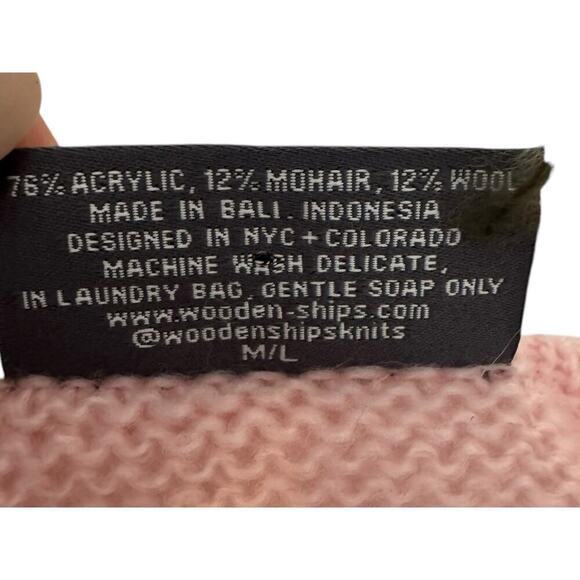 76% ACRYLIC, 12% MOHAIR, 12% WOOL
MADE IN BALI. INDONESIA
DESIGNED IN NYC + COLORADO
MACHINE WASH DELICATE,
IN LAUNDRY BAG, GENTLE SOAP ONLY
www.wooden-ships.com
@woodenshipsknits
M/L